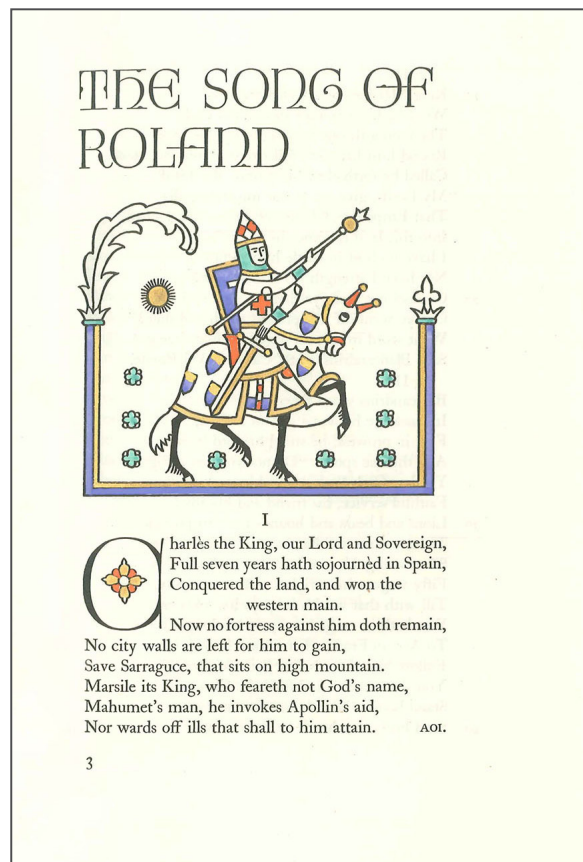 THE SONG OF
ROLAND
I
Charlès the King, our Lord and Sovereign,
Full seven years hath sojournèd in Spain,
Conquered the land, and won the
western main.
Now no fortress against him doth remain,
No city walls are left for him to gain,
Save Sarraguce, that sits on high mountain.
Marsile its King, who feareth not God's name,
Mahumet's man, he invokes Apollin's aid,
Nor wards off ills that shall to him attain. AOI.
3